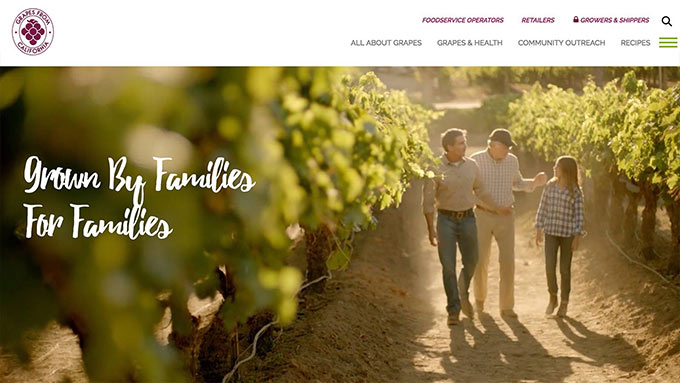 GRAPES FROM
CALIFORNIA
FOODSERVICE OPERATORS RETAILERS GROWERS & SHIPPERS
ALL ABOUT GRAPES GRAPES & HEALTH COMMUNITY OUTREACH RECIPES
Grown By Families
For Families